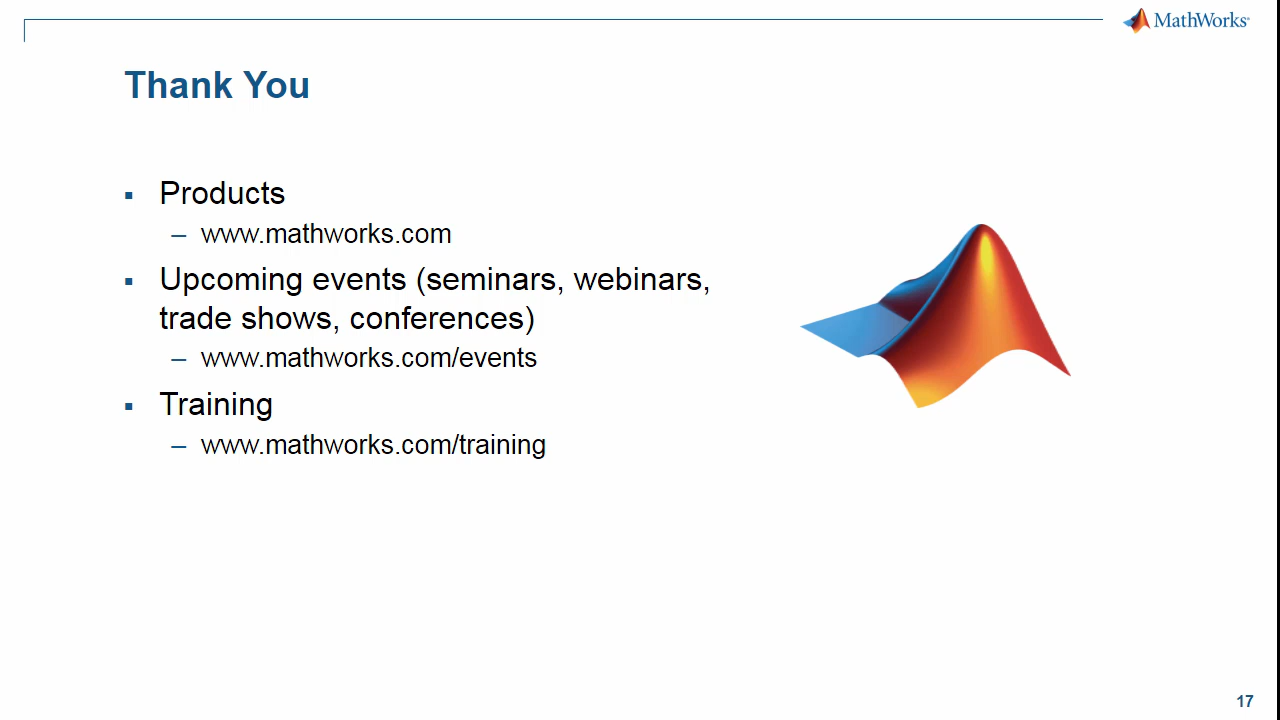 MathWorks®
Thank You
▪ Products
– www.mathworks.com
▪ Upcoming events (seminars, webinars,
trade shows, conferences)
– www.mathworks.com/events
▪ Training
– www.mathworks.com/training
17